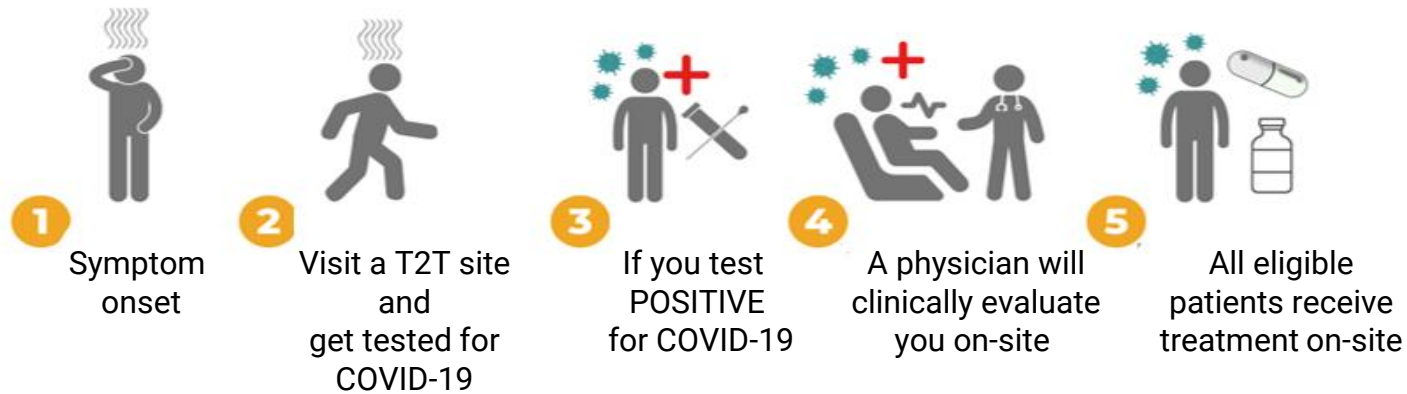 1
Symptom
onset
2
Visit a T2T site
and
get tested for
COVID-19
3
If you test
POSITIVE
for COVID-19
4
A physician will
clinically evaluate
you on-site
5
All eligible
patients receive
treatment on-site